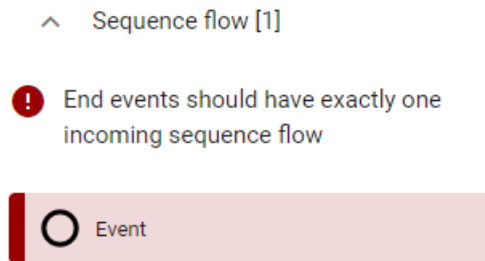 Sequence flow [1]
End events should have exactly one
incoming sequence flow
Event